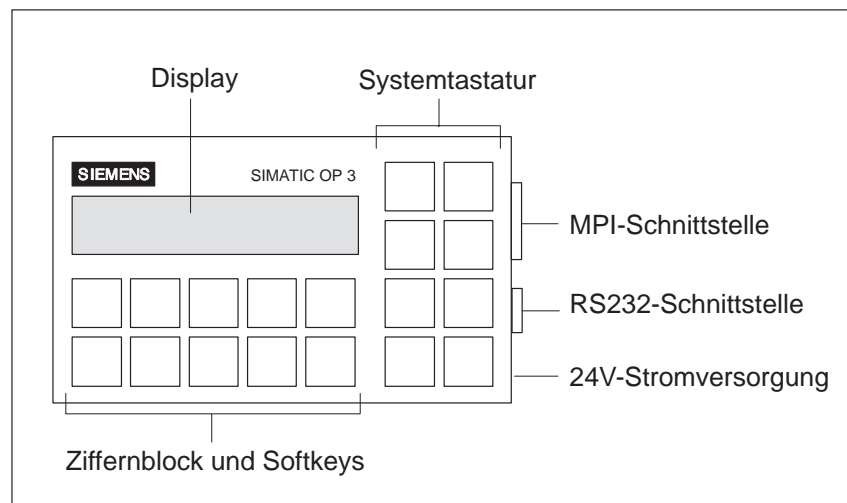 Display
Systemtastatur
SIEMENS
SIMATIC OP 3
MPI-Schnittstelle
RS232-Schnittstelle
24V-Stromversorgung
Ziffernblock und Softkeys